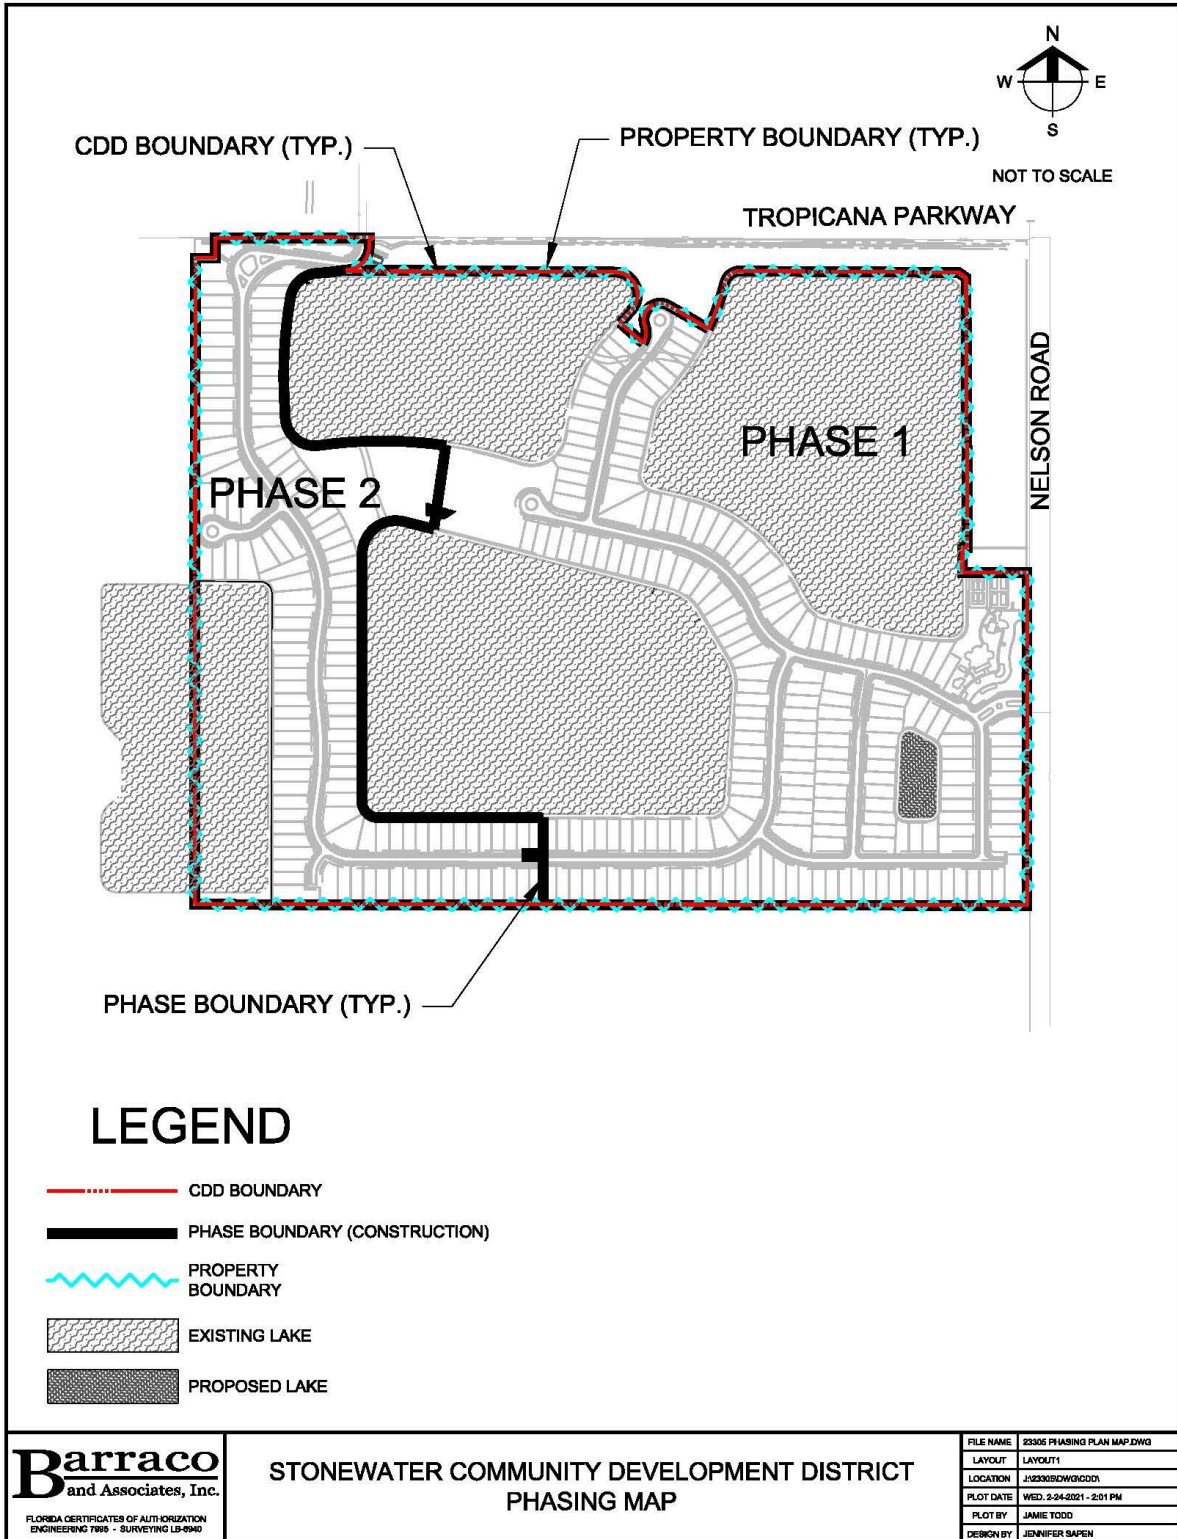 N
W E
S
NOT TO SCALE
CDD BOUNDARY (TYP.)
PROPERTY BOUNDARY (TYP.)
TROPICANA PARKWAY
NELSON ROAD
PHASE 1
PHASE 2
PHASE BOUNDARY (TYP.)
LEGEND
CDD BOUNDARY
PHASE BOUNDARY (CONSTRUCTION)
PROPERTY
BOUNDARY
EXISTING LAKE
PROPOSED LAKE
Barraco
and Associates, Inc.
FLORIDA CERTIFICATES OF AUTHORIZATION
ENGINEERING 7995 - SURVEYING LB-6940
STONEWATER COMMUNITY DEVELOPMENT DISTRICT
PHASING MAP
FILE NAME 23305 PHASING PLAN MAP.DWG
LAYOUT LAYOUT1
LOCATION J:\23305\DWG\CDD\
PLOT DATE WED. 2-24-2021 - 2:01 PM
PLOT BY JAMIE TODD
DESIGN BY JENNIFER SAPEN